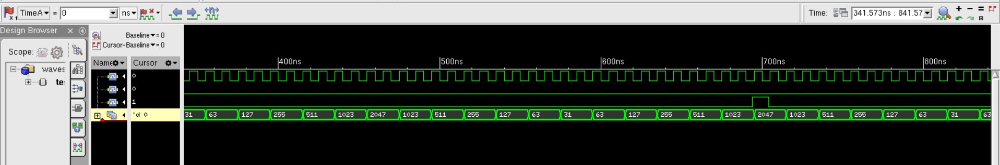 x₁ TimeA = 0 ns Time: 341.573ns : 841.57
Design Browser
Baseline = 0
Cursor-Baseline = 0
Scope:
Name Cursor
400ns 500ns 600ns 700ns 800ns
waves
te
0
0
1
'd 0 31 63 127 255 511 1023 2047 1023 511 255 127 63 31 63 127 255 511 1023 2047 1023 511 255 127 63 31 63